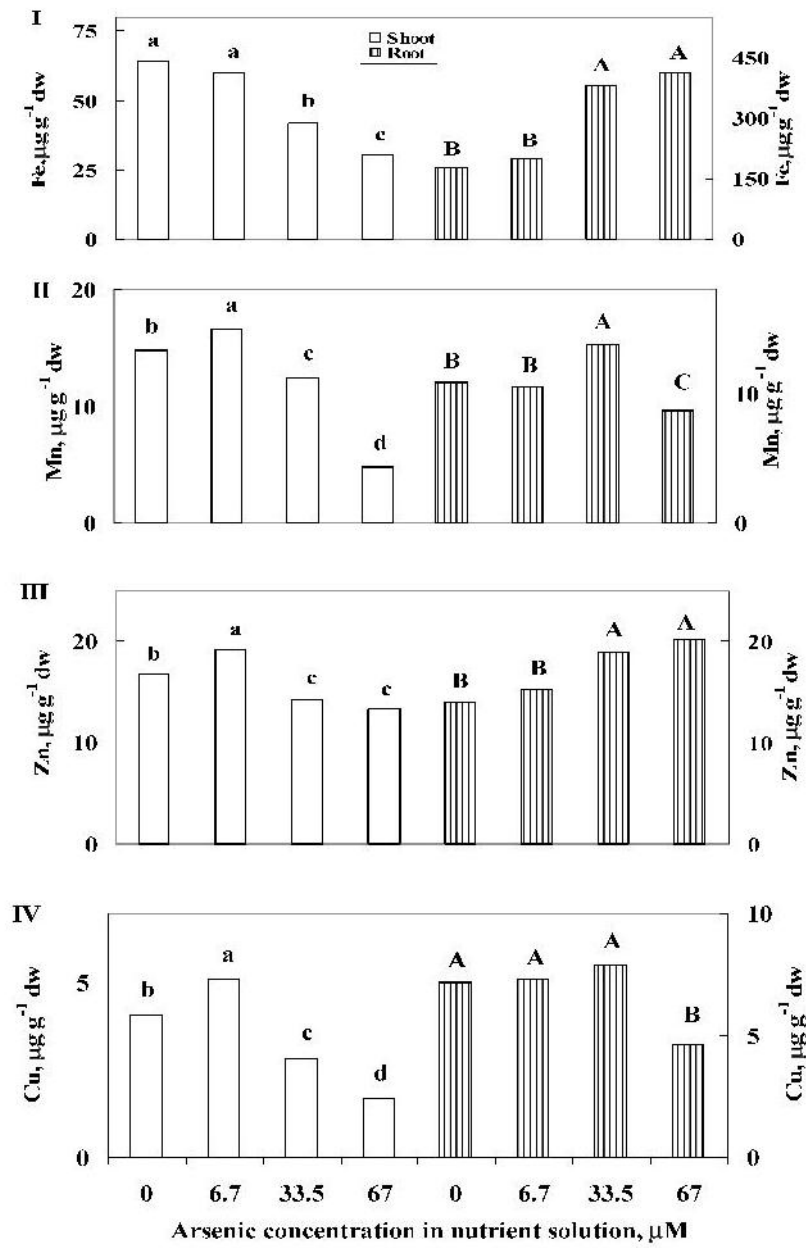 I
75
50
25
0
Fe,µg g⁻¹ dw
a a b c B B A A
Shoot
Root
450
300
150
0
Fe,µg g⁻¹ dw
II
20
10
0
Mn, µg g⁻¹ dw
b a c d B B A C
10
0
Mn, µg g⁻¹ dw
III
20
10
0
Zn, µg g⁻¹ dw
b a c c B B A A
20
10
0
Zn, µg g⁻¹ dw
IV
5
0
Cu, µg g⁻¹ dw
b a c d A A A B
10
5
0
Cu, µg g⁻¹ dw
0 6.7 33.5 67 0 6.7 33.5 67
Arsenic concentration in nutrient solution, µM